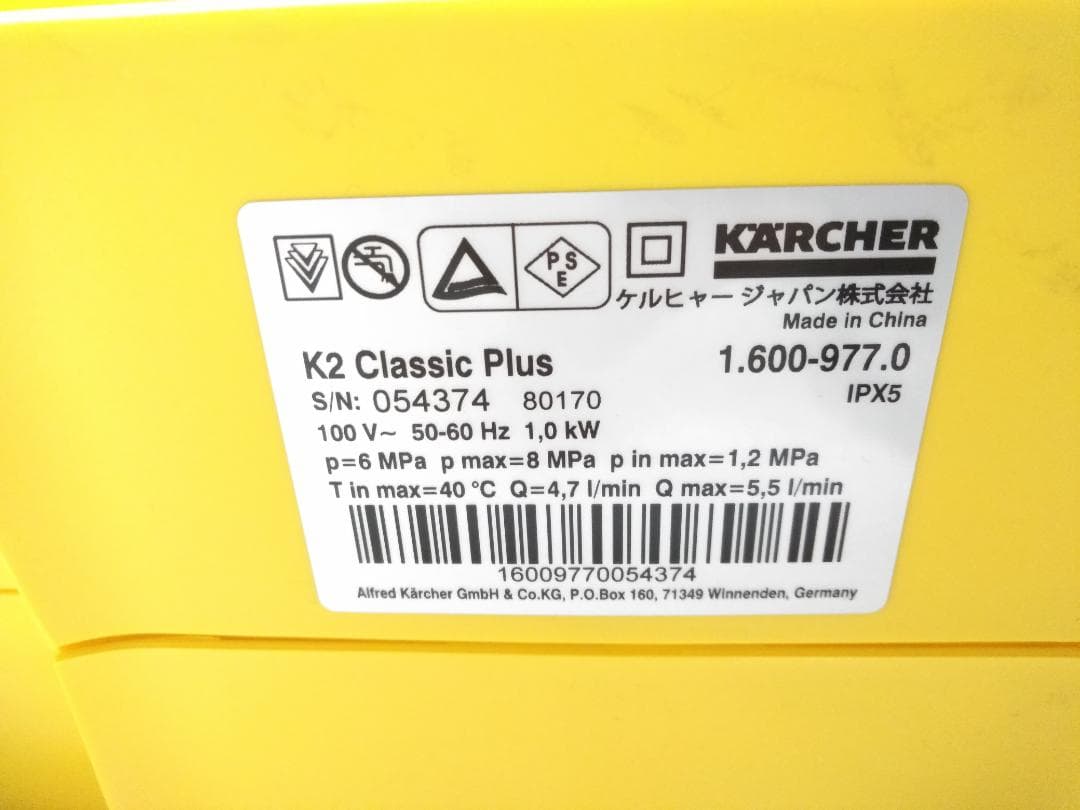 PSE
KÄRCHER
ケルヒャー ジャパン株式会社
Made in China
K2 Classic Plus 1.600-977.0
S/N: 054374 80170 IPX5
100 V~ 50-60 Hz 1,0 kW
p=6 MPa p max=8 MPa p in max=1,2 MPa
T in max=40 °C Q=4,7 l/min Q max=5,5 l/min
16009770054374
Alfred Kärcher GmbH & Co.KG, P.O.Box 160, 71349 Winnenden, Germany